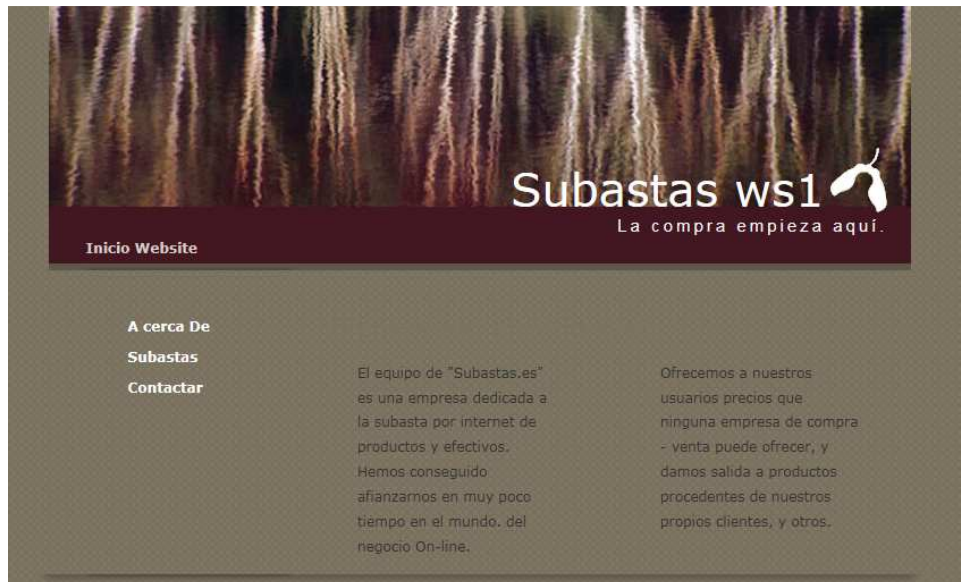 Subastas ws1
La compra empieza aquí.
Inicio Website
A cerca De
Subastas
Contactar
El equipo de "Subastas.es"
es una empresa dedicada a
la subasta por internet de
productos y efectivos.
Hemos conseguido
afianzarnos en muy poco
tiempo en el mundo. del
negocio On-line.
Ofrecemos a nuestros
usuarios precios que
ninguna empresa de compra
- venta puede ofrecer, y
damos salida a productos
procedentes de nuestros
propios clientes, y otros.